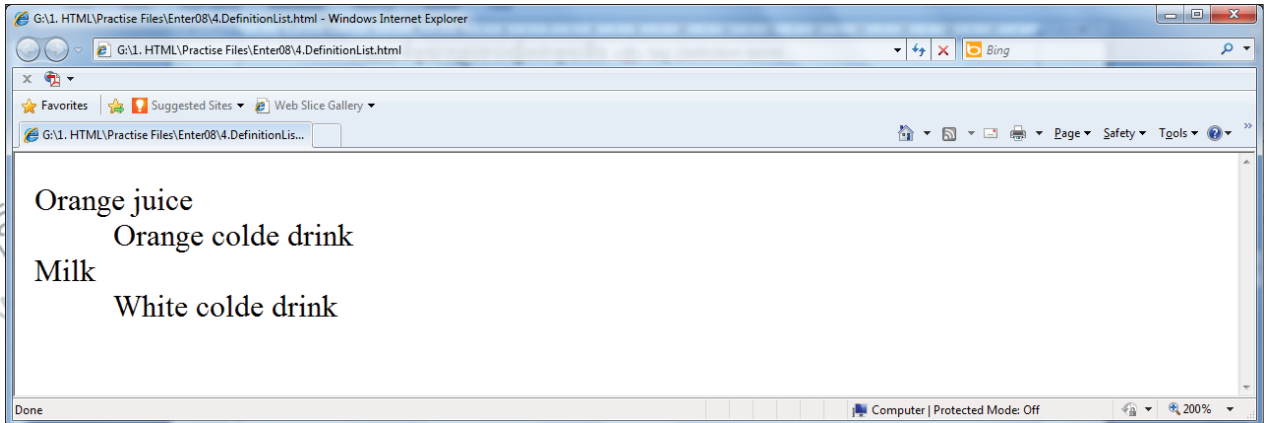 G:\1. HTML\Practise Files\Enter08\4.DefinitionList.html - Windows Internet Explorer
G:\1. HTML\Practise Files\Enter08\4.DefinitionList.html
Bing
x
Favorites Suggested Sites Web Slice Gallery
G:\1. HTML\Practise Files\Enter08\4.DefinitionLis... Page Safety Tools
Orange juice
Orange colde drink
Milk
White colde drink
Done Computer | Protected Mode: Off 200%